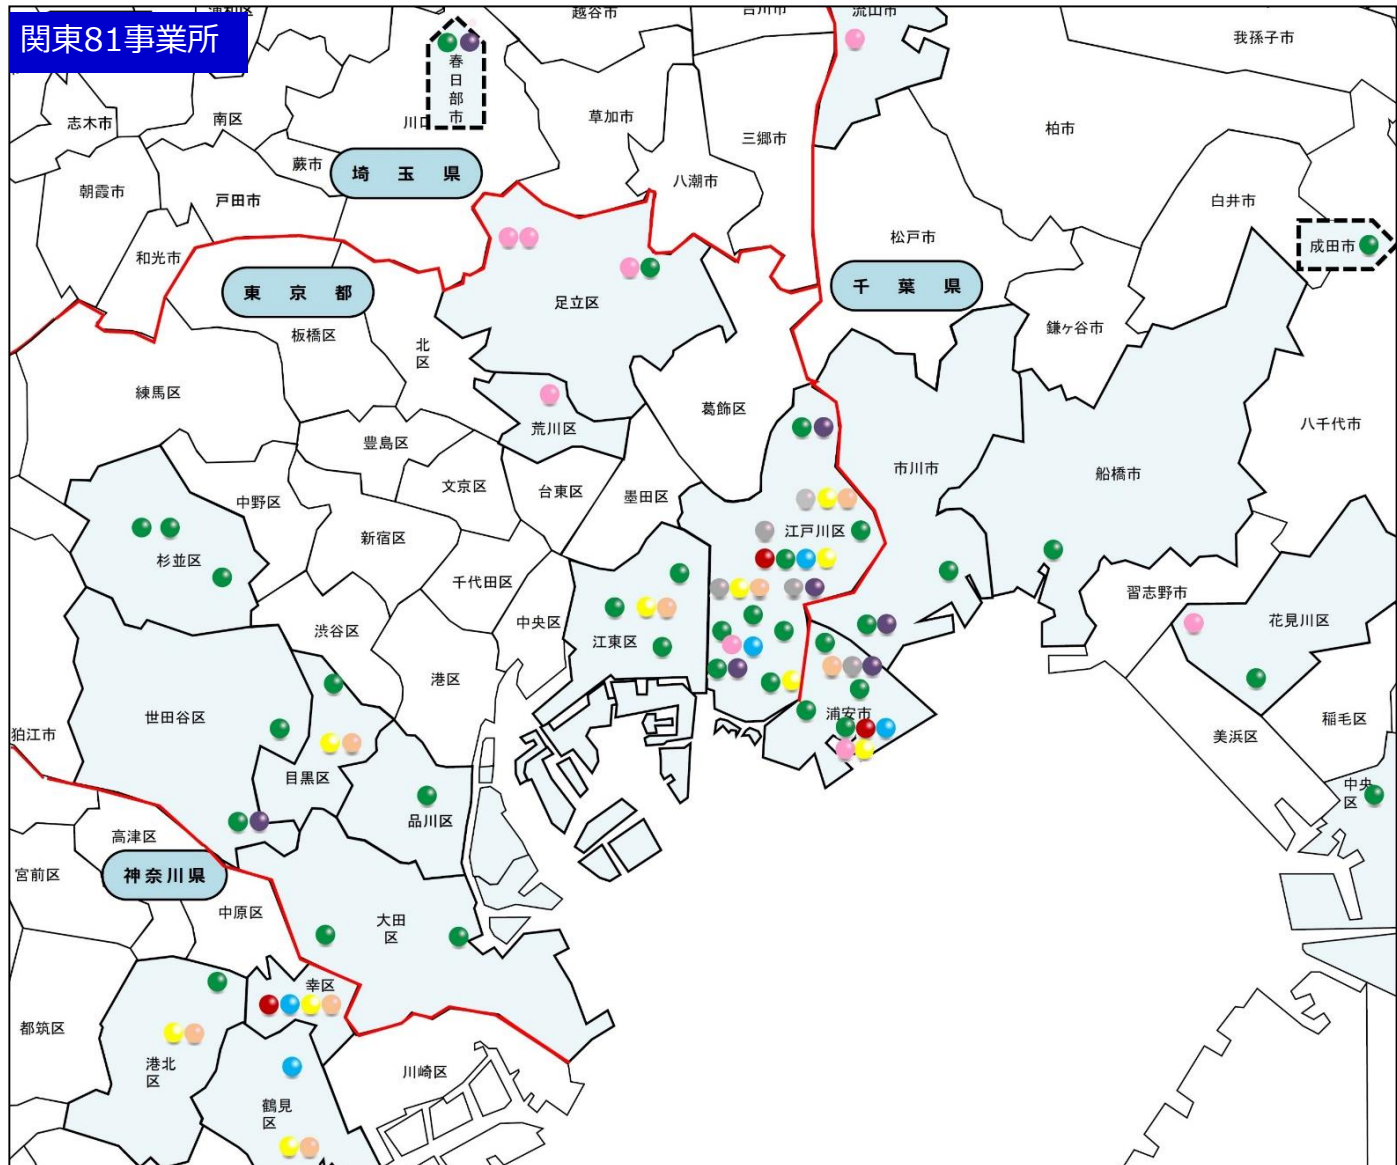 関東81事業所
越谷市
吉川市
流山市
我孫子市
春日部市
志木市
南区
川口
草加市
三郷市
柏市
蕨市
埼玉県
八潮市
朝霞市
戸田市
白井市
和光市
松戸市
成田市
東京都
足立区
千葉県
板橋区
北区
鎌ヶ谷市
練馬区
葛飾区
荒川区
豊島区
市川市
八千代市
船橋市
文京区
台東区
墨田区
中野区
新宿区
江戸川区
杉並区
千代田区
習志野市
中央区
渋谷区
江東区
花見川区
港区
世田谷区
浦安市
稲毛区
狛江市
美浜区
目黒区
中央区
品川区
高津区
宮前区
神奈川県
中原区
大田区
幸区
都筑区
港北区
川崎区
鶴見区